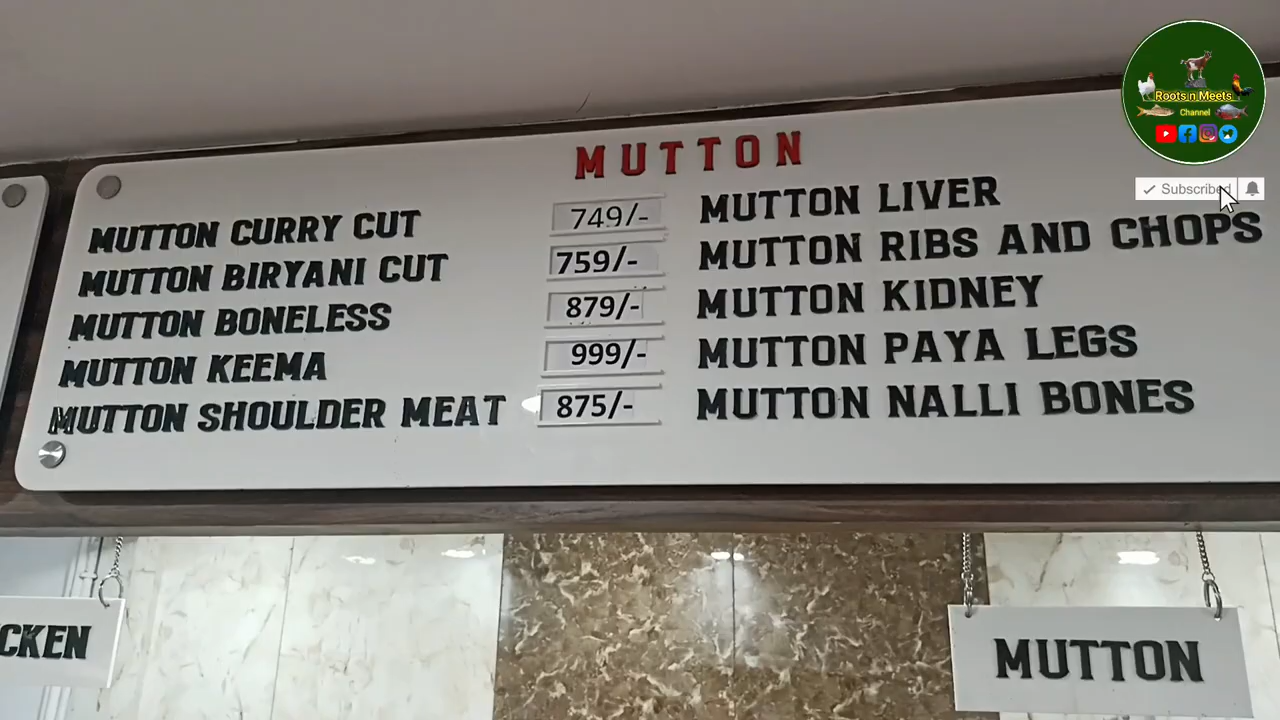 MUTTON
MUTTON CURRY CUT 749/-
MUTTON BIRYANI CUT 759/-
MUTTON BONELESS 879/-
MUTTON KEEMA 999/-
MUTTON SHOULDER MEAT 875/-
MUTTON LIVER
MUTTON RIBS AND CHOPS
MUTTON KIDNEY
MUTTON PAYA LEGS
MUTTON NALLI BONES
CKEN
MUTTON
Roots n Meets
Channel
Subscribed